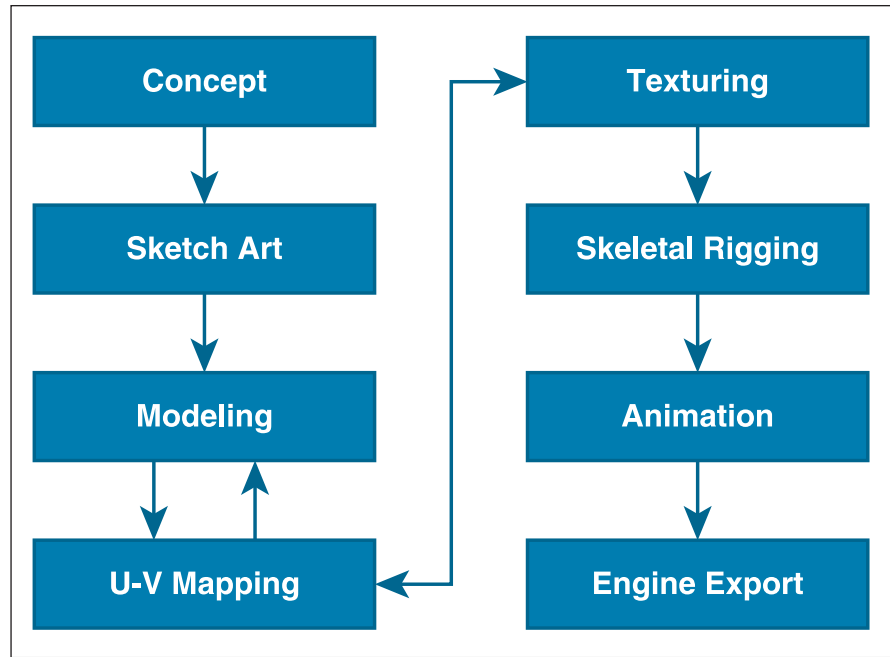 Concept
Sketch Art
Modeling
U-V Mapping
Texturing
Skeletal Rigging
Animation
Engine Export